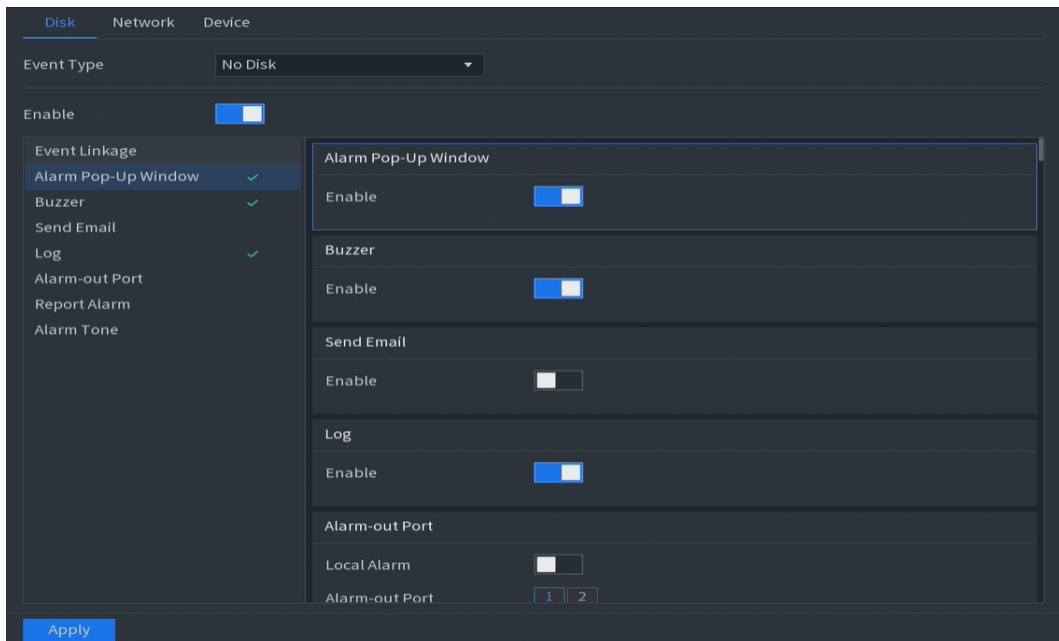 Disk Network Device
Event Type No Disk
Enable
Event Linkage
Alarm Pop-Up Window
Buzzer
Send Email
Log
Alarm-out Port
Report Alarm
Alarm Tone
Alarm Pop-Up Window
Enable
Buzzer
Enable
Send Email
Enable
Log
Enable
Alarm-out Port
Local Alarm
Alarm-out Port 1 2
Apply